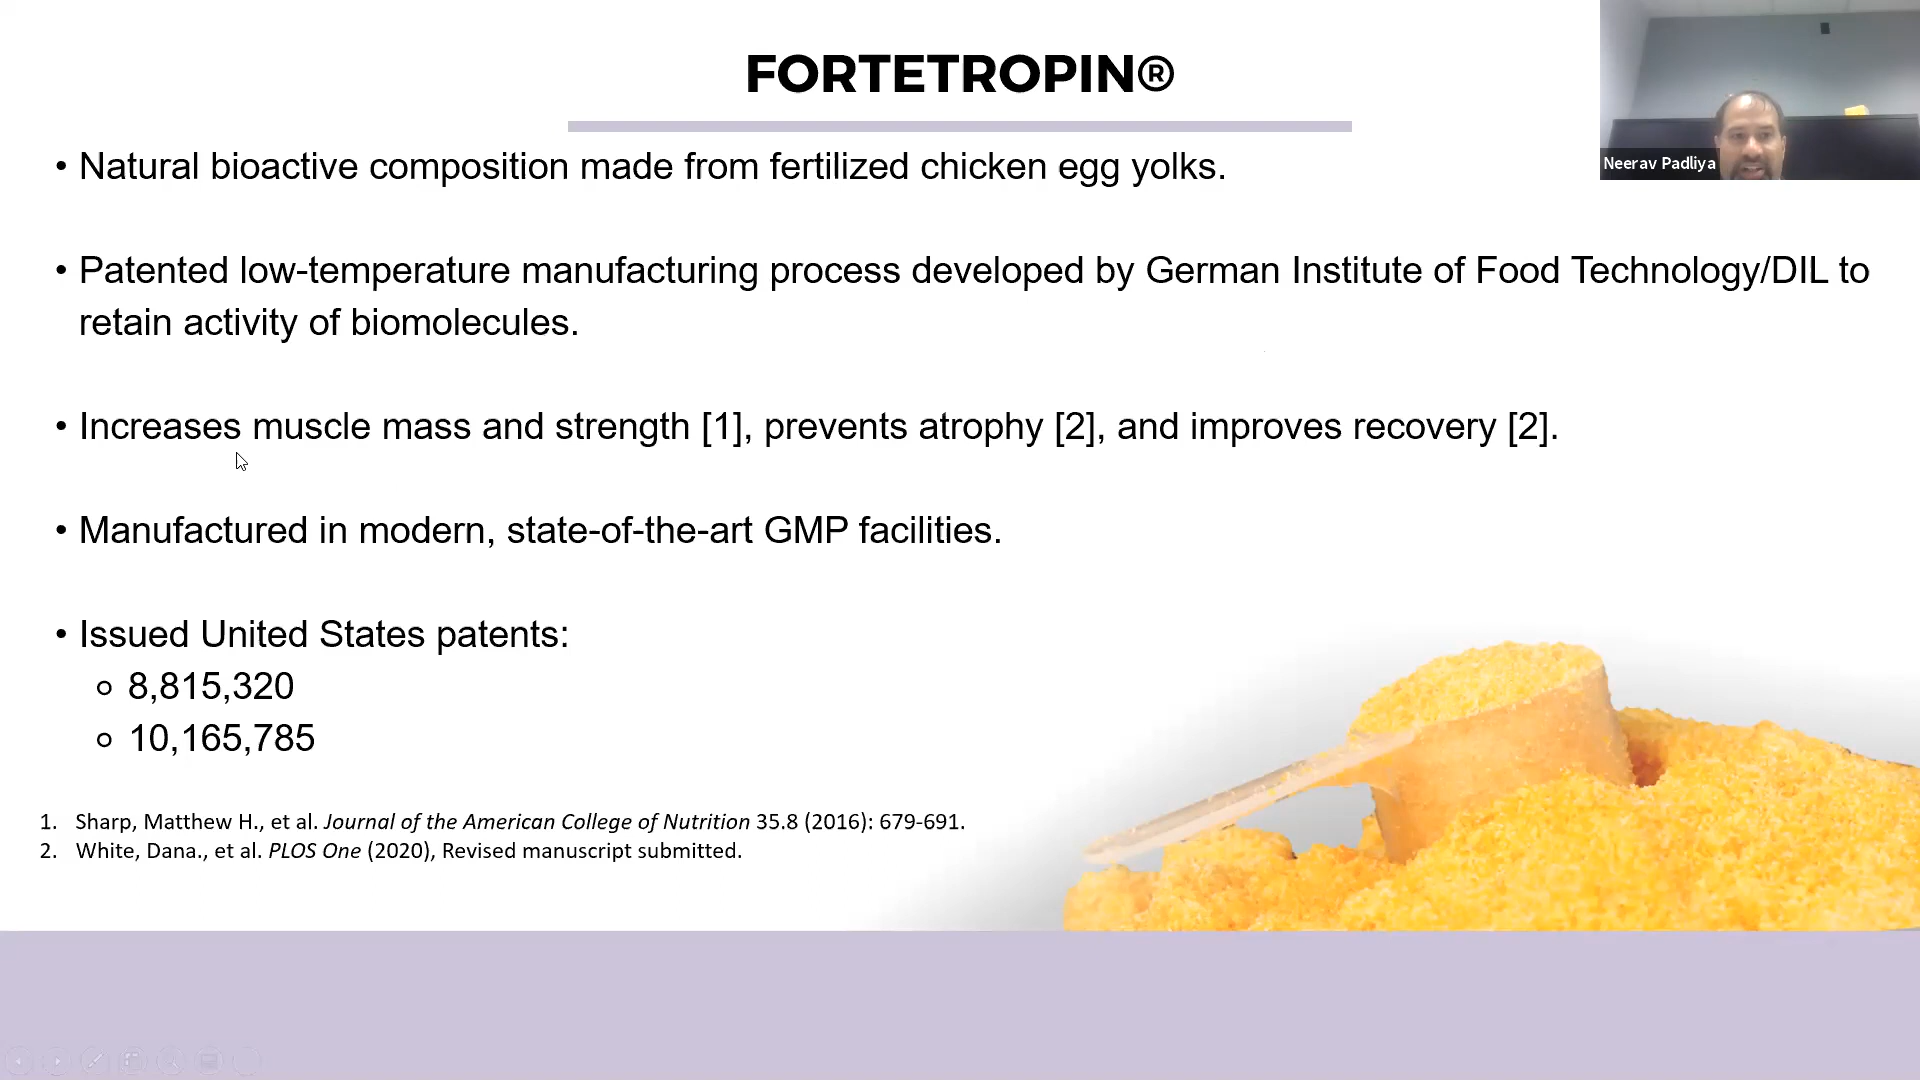 FORTETROPIN®
Neerav Padliya
• Natural bioactive composition made from fertilized chicken egg yolks.
• Patented low-temperature manufacturing process developed by German Institute of Food Technology/DIL to
retain activity of biomolecules.
• Increases muscle mass and strength [1], prevents atrophy [2], and improves recovery [2].
• Manufactured in modern, state-of-the-art GMP facilities.
• Issued United States patents:
o 8,815,320
o 10,165,785
1. Sharp, Matthew H., et al. Journal of the American College of Nutrition 35.8 (2016): 679-691.
2. White, Dana., et al. PLOS One (2020), Revised manuscript submitted.